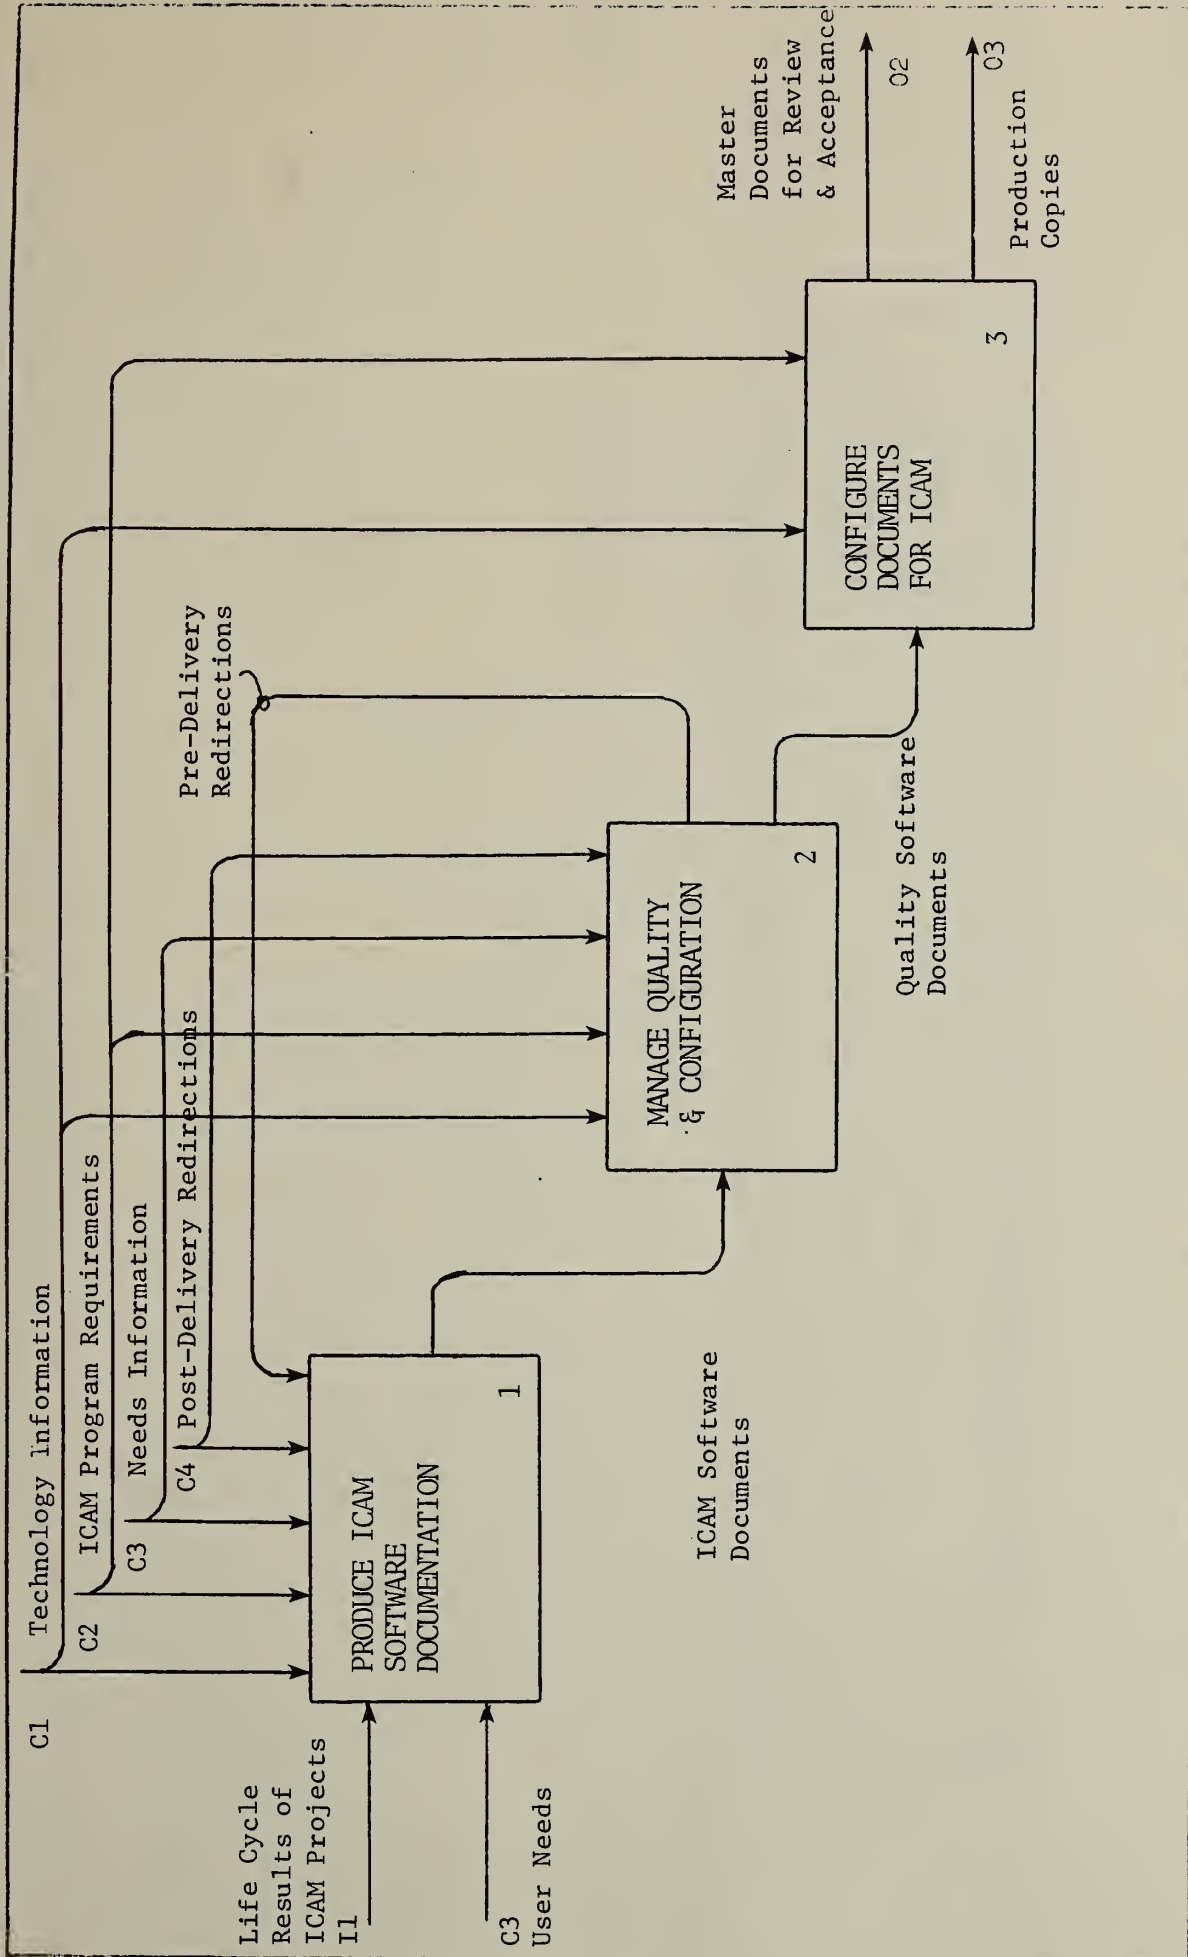 C1
Technology Information
C2
ICAM Program Requirements
C3
Needs Information
C4
Post-Delivery Redirections
Pre-Delivery
Redirections
Life Cycle
Results of
ICAM Projects
I1
C3
User Needs
PRODUCE ICAM
SOFTWARE
DOCUMENTATION
1
ICAM Software
Documents
MANAGE QUALITY
& CONFIGURATION
2
Quality Software
Documents
CONFIGURE
DOCUMENTS
FOR ICAM
3
Master
Documents
for Review
& Acceptance
O2
O3
Production
Copies